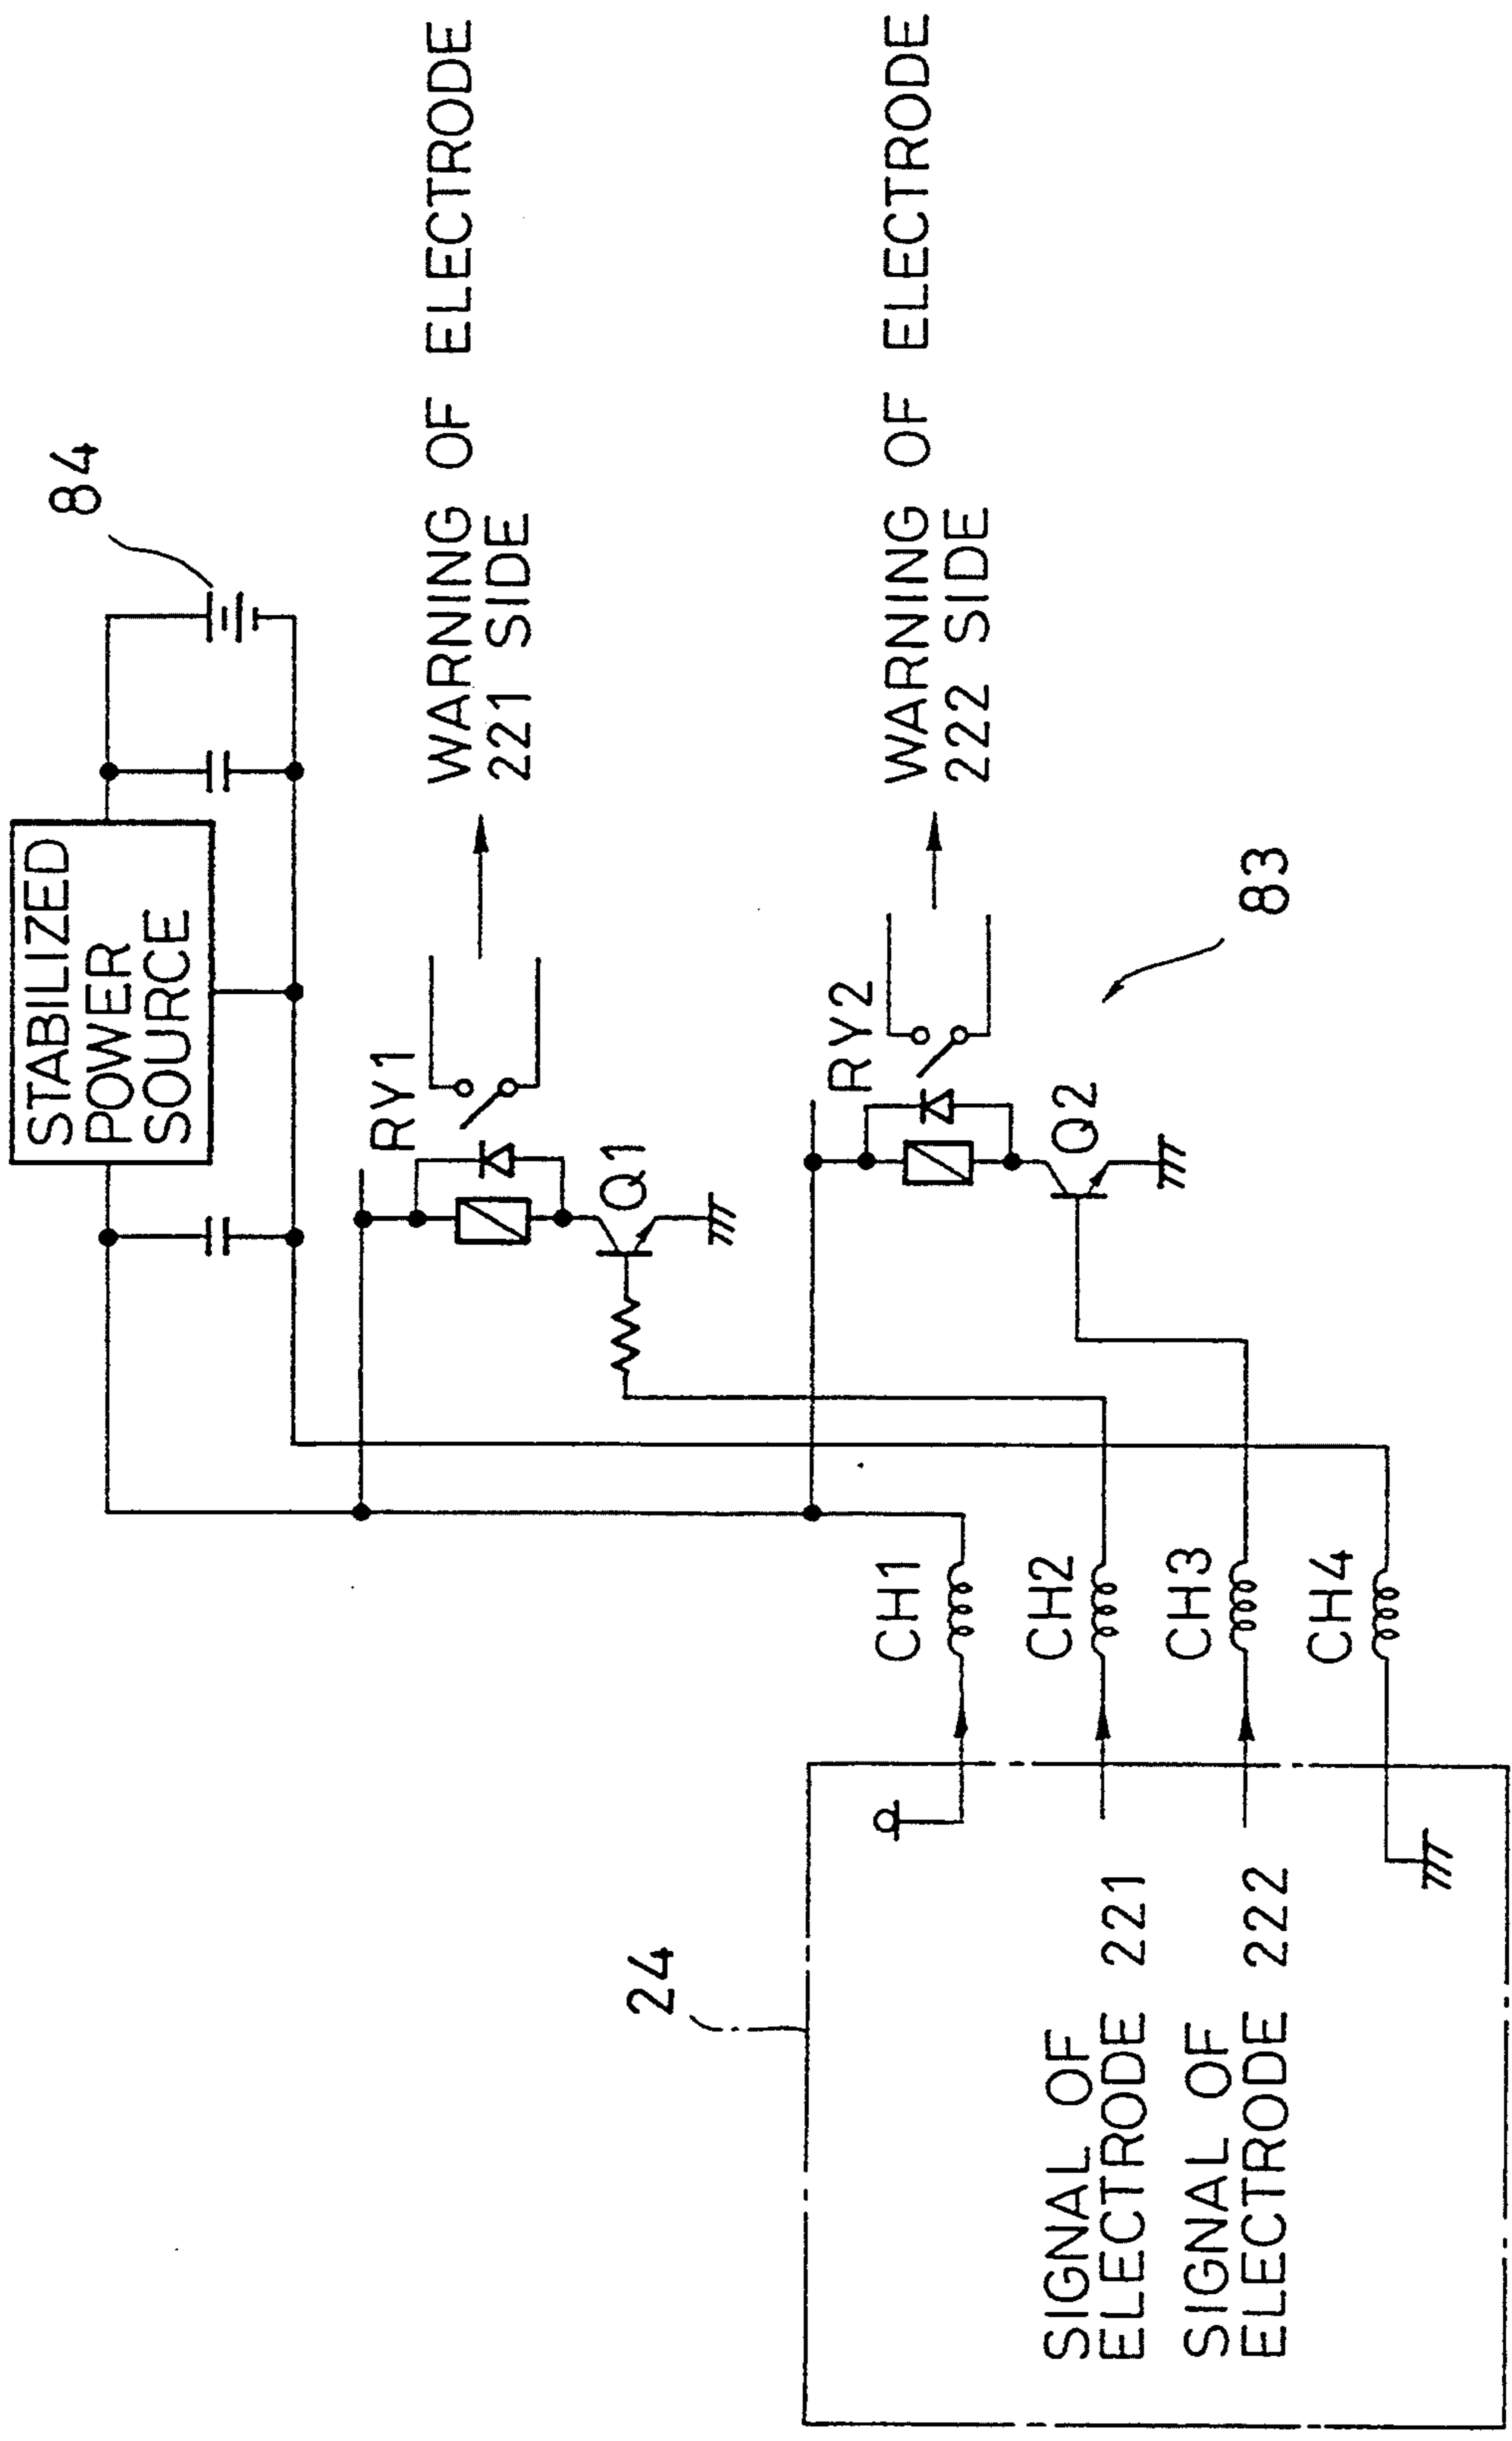 STABILIZED
POWER
SOURCE
84
RY1
WARNING OF ELECTRODE
221 SIDE
Q1
RY2
WARNING OF ELECTRODE
222 SIDE
Q2
83
CH1
CH2
CH3
CH4
24
SIGNAL OF
ELECTRODE 221
SIGNAL OF
ELECTRODE 222